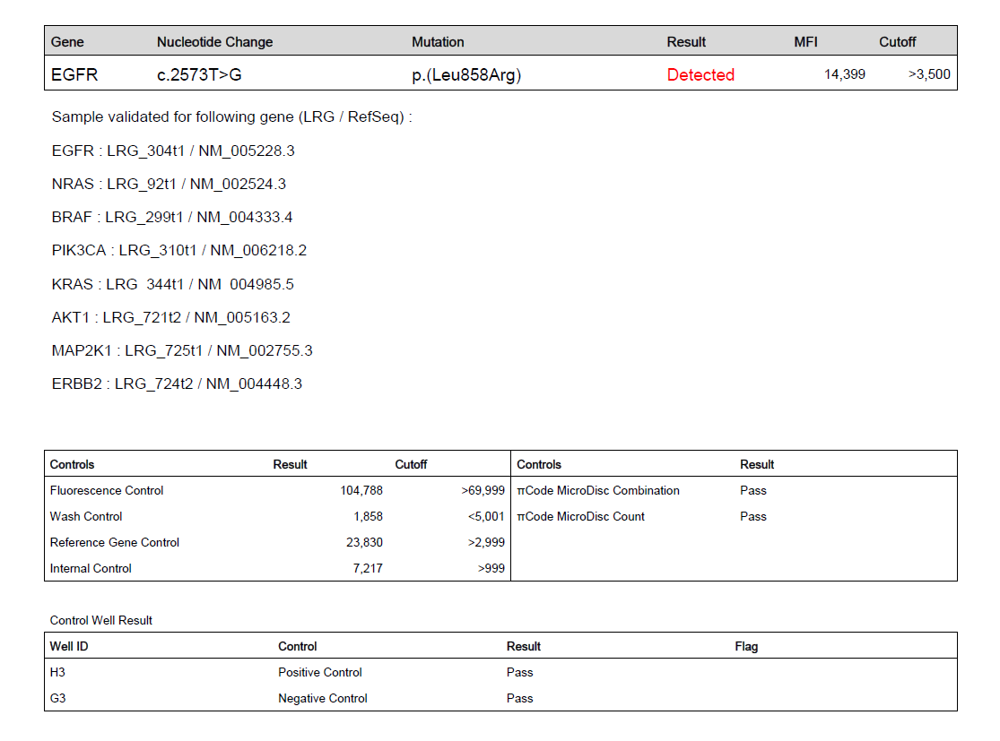 Gene Nucleotide Change Mutation Result MFI Cutoff
EGFR c.2573T>G p.(Leu858Arg) Detected 14,399 >3,500
Sample validated for following gene (LRG / RefSeq) :
EGFR : LRG_304t1 / NM_005228.3
NRAS : LRG_92t1 / NM_002524.3
BRAF : LRG_299t1 / NM_004333.4
PIK3CA : LRG_310t1 / NM_006218.2
KRAS : LRG 344t1 / NM 004985.5
AKT1 : LRG_721t2 / NM_005163.2
MAP2K1 : LRG_725t1 / NM_002755.3
ERBB2 : LRG_724t2 / NM_004448.3
Controls Result Cutoff Controls Result
Fluorescence Control 104,788 >69,999 πCode MicroDisc Combination Pass
Wash Control 1,858 <5,001 πCode MicroDisc Count Pass
Reference Gene Control 23,830 >2,999
Internal Control 7,217 >999
Control Well Result
Well ID Control Result Flag
H3 Positive Control Pass
G3 Negative Control Pass